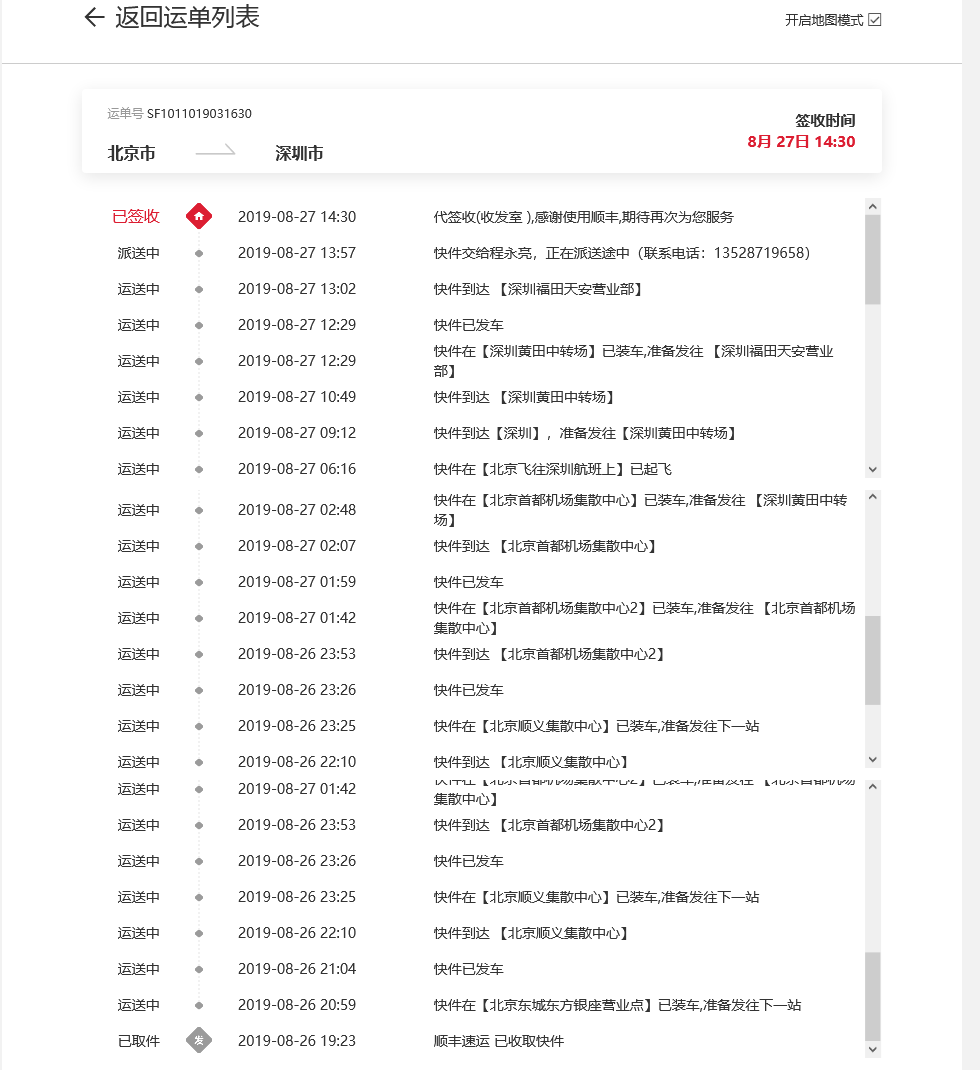 返回运单列表
开启地图模式
运单号 SF1011019031630
签收时间
8月 27日 14:30
北京市
深圳市
已签收 2019-08-27 14:30 代签收(收发室 ),感谢使用顺丰,期待再次为您服务
派送中 2019-08-27 13:57 快件交给程永亮，正在派送途中（联系电话：13528719658）
运送中 2019-08-27 13:02 快件到达 【深圳福田天安营业部】
运送中 2019-08-27 12:29 快件已发车
运送中 2019-08-27 12:29 快件在【深圳黄田中转场】已装车,准备发往 【深圳福田天安营业
部】
运送中 2019-08-27 10:49 快件到达 【深圳黄田中转场】
运送中 2019-08-27 09:12 快件到达【深圳】，准备发往【深圳黄田中转场】
运送中 2019-08-27 06:16 快件在【北京飞往深圳航班上】已起飞
运送中 2019-08-27 02:48 快件在【北京首都机场集散中心】已装车,准备发往 【深圳黄田中转
场】
运送中 2019-08-27 02:07 快件到达 【北京首都机场集散中心】
运送中 2019-08-27 01:59 快件已发车
运送中 2019-08-27 01:42 快件在【北京首都机场集散中心2】已装车,准备发往 【北京首都机场
集散中心】
运送中 2019-08-26 23:53 快件到达 【北京首都机场集散中心2】
运送中 2019-08-26 23:26 快件已发车
运送中 2019-08-26 23:25 快件在【北京顺义集散中心】已装车,准备发往下一站
运送中 2019-08-26 22:10 快件到达 【北京顺义集散中心】
运送中 2019-08-27 01:42 快件在【北京首都机场集散中心2】已装车,准备发往 【北京首都机场
集散中心】
运送中 2019-08-26 23:53 快件到达 【北京首都机场集散中心2】
运送中 2019-08-26 23:26 快件已发车
运送中 2019-08-26 23:25 快件在【北京顺义集散中心】已装车,准备发往下一站
运送中 2019-08-26 22:10 快件到达 【北京顺义集散中心】
运送中 2019-08-26 21:04 快件已发车
运送中 2019-08-26 20:59 快件在【北京东城东方银座营业点】已装车,准备发往下一站
已取件 发 2019-08-26 19:23 顺丰速运 已收取快件